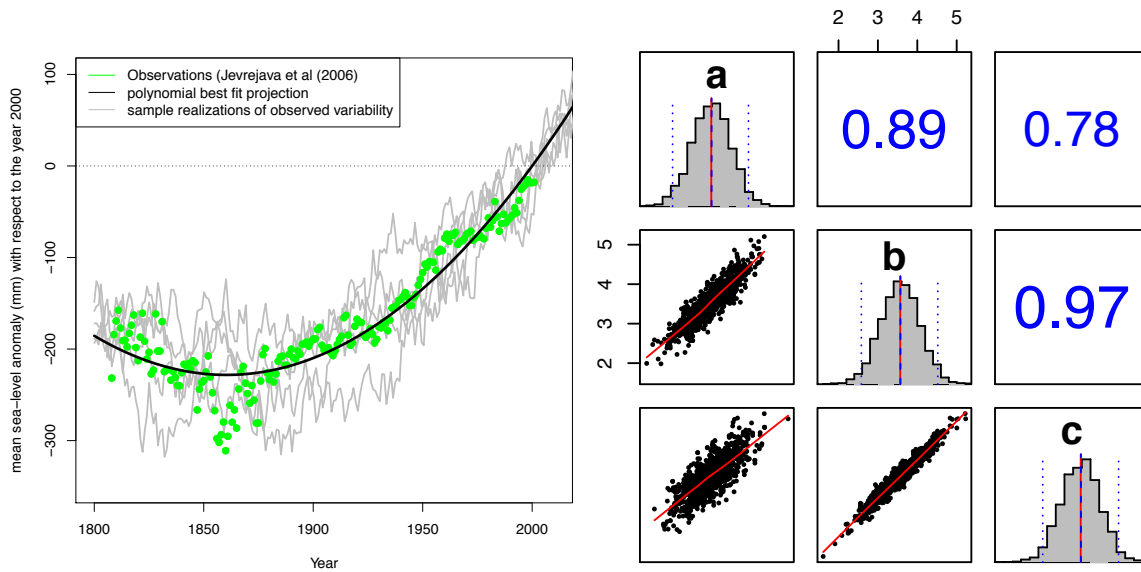 mean sea−level anomaly (mm) with respect to the year 2000
100
0
−100
−200
−300
Observations (Jevrejava et al (2006)
polynomial best fit projection
sample realizations of observed variability
1800
1850
1900
1950
2000
Year
2 3 4 5
a
0.89
0.78
5
4
3
2
b
0.97
c